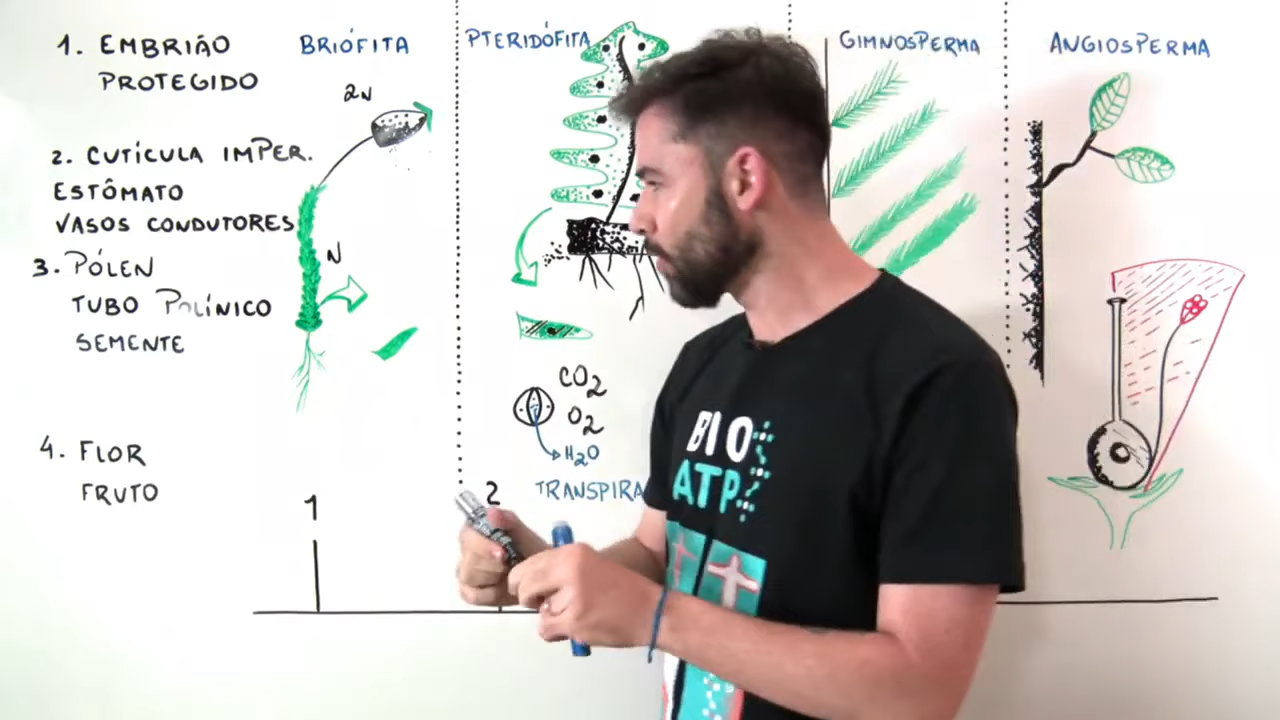 1. EMBRIÃO
PROTEGIDO
2. CUTÍCULA IMPER.
ESTÔMATO
VASOS CONDUTORES
3. PÓLEN
TUBO POLÍNICO
SEMENTE
4. FLOR
FRUTO
BRIÓFITA
2N
N
1
PTERIDÓFITA
CO2
O2
H2O
TRANSPIRA
2
GIMNOSPERMA
ANGIOSPERMA
BIO
ATP